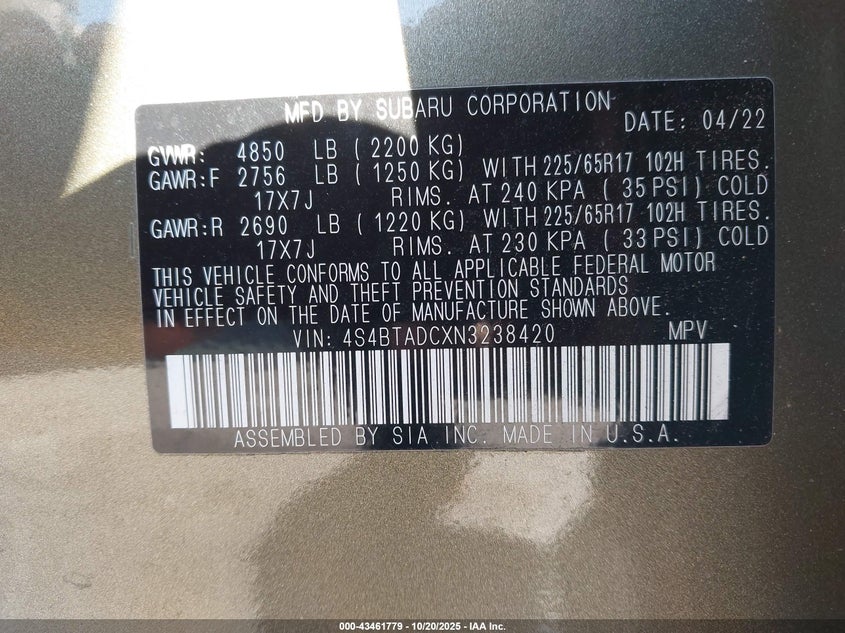 MFD BY SUBARU CORPORATION
DATE: 04/22
GVWR: 4850 LB ( 2200 KG)
GAWR:F 2756 LB ( 1250 KG) WITH 225/65R17 102H TIRES.
17X7J RIMS. AT 240 KPA ( 35 PSI) COLD
GAWR:R 2690 LB ( 1220 KG) WITH 225/65R17 102H TIRES.
17X7J RIMS. AT 230 KPA ( 33 PSI) COLD
THIS VEHICLE CONFORMS TO ALL APPLICABLE FEDERAL MOTOR
VEHICLE SAFETY AND THEFT PREVENTION STANDARDS
IN EFFECT ON THE DATE OF MANUFACTURE SHOWN ABOVE.
VIN: 4S4BTADCXN3238420 MPV
ASSEMBLED BY SIA INC. MADE IN U.S.A.
000-43461779 - 10/20/2025 - IAA Inc.